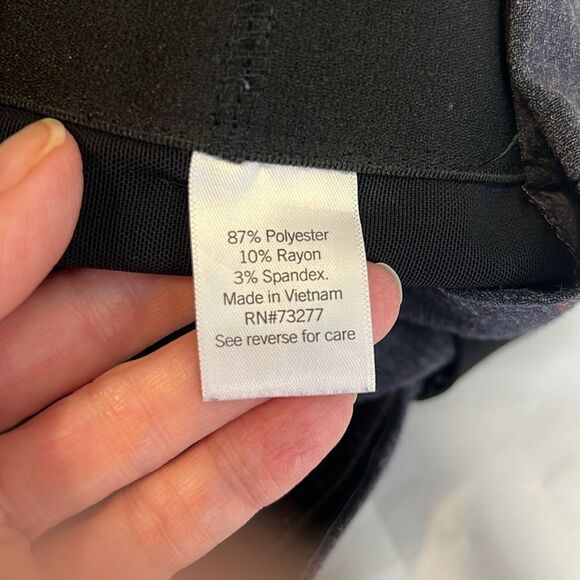 87% Polyester
10% Rayon
3% Spandex.
Made in Vietnam
RN#73277
See reverse for care